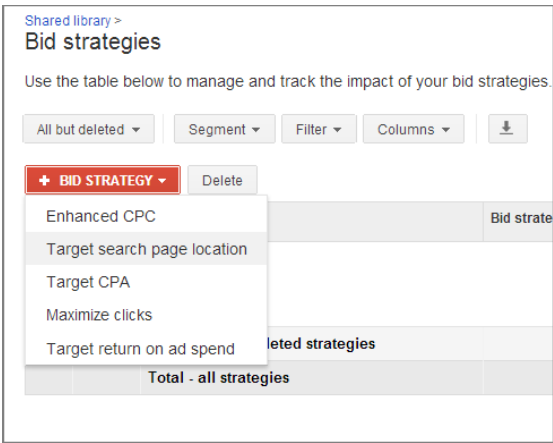 Shared library >
Bid strategies
Use the table below to manage and track the impact of your bid strategies.
All but deleted Segment Filter Columns
+ BID STRATEGY Delete
Enhanced CPC
Bid strate
Target search page location
Target CPA
Maximize clicks
Target return on ad spend
leted strategies
Total - all strategies